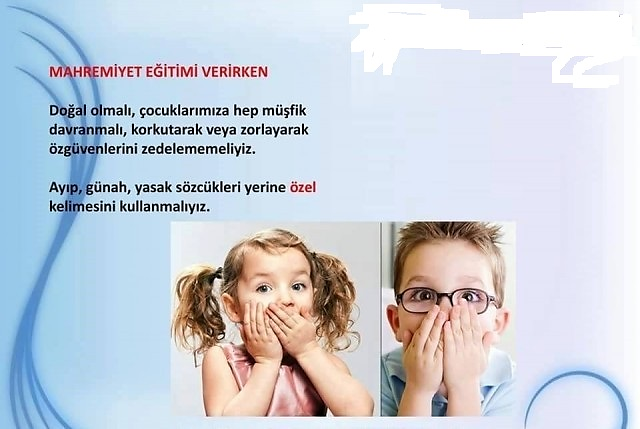 MAHREMİYET EĞİTİMİ VERİRKEN
Doğal olmalı, çocuklarımıza hep müşfik
davranmalı, korkutarak veya zorlayarak
özgüvenlerini zedelememeliyiz.
Ayıp, günah, yasak sözcükleri yerine özel
kelimesini kullanmalıyız.